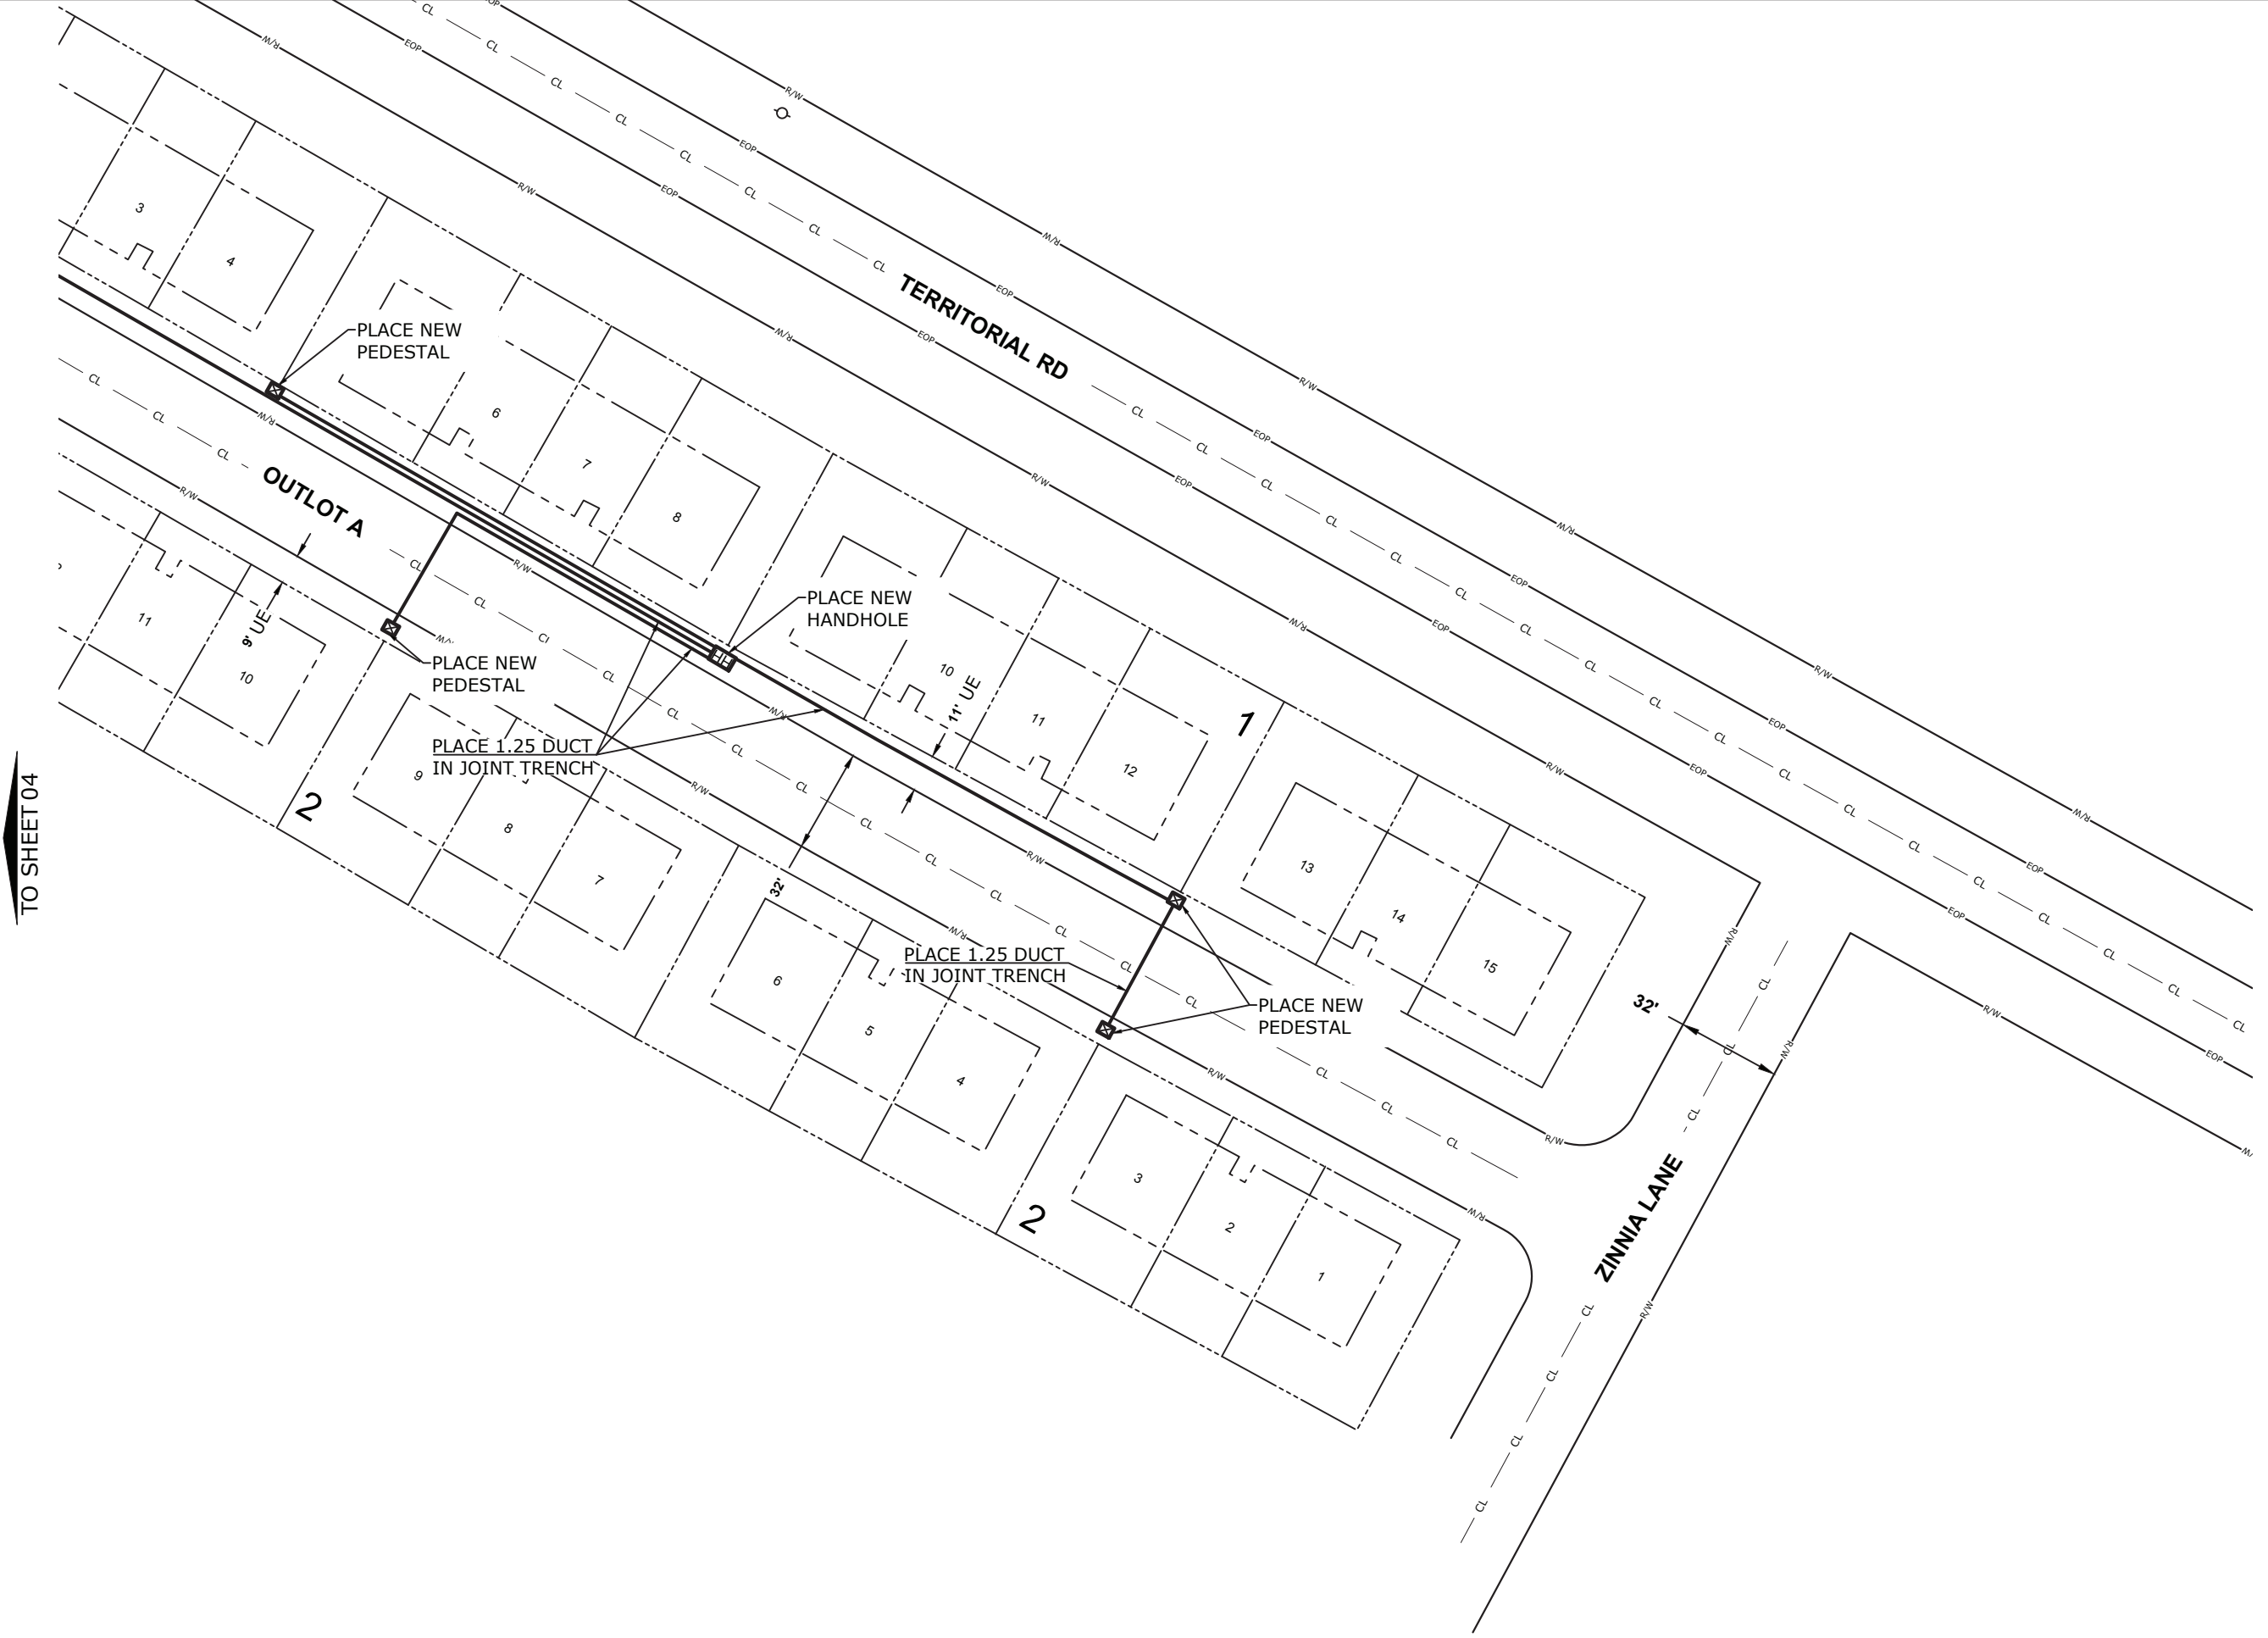 TERRITORIAL RD
3
4
PLACE NEW
PEDESTAL
6
7
8
OUTLOT A
PLACE NEW
HANDHOLE
11
9' UE
10
PLACE NEW
PEDESTAL
10
11' UE
11
12
1
PLACE 1.25 DUCT
IN JOINT TRENCH
TO SHEET 04
2
9
8
7
32'
13
14
15
6
5
4
PLACE 1.25 DUCT
IN JOINT TRENCH
PLACE NEW
PEDESTAL
32'
2
3
2
1
ZINNIA LANE
R/W
EOP
CL